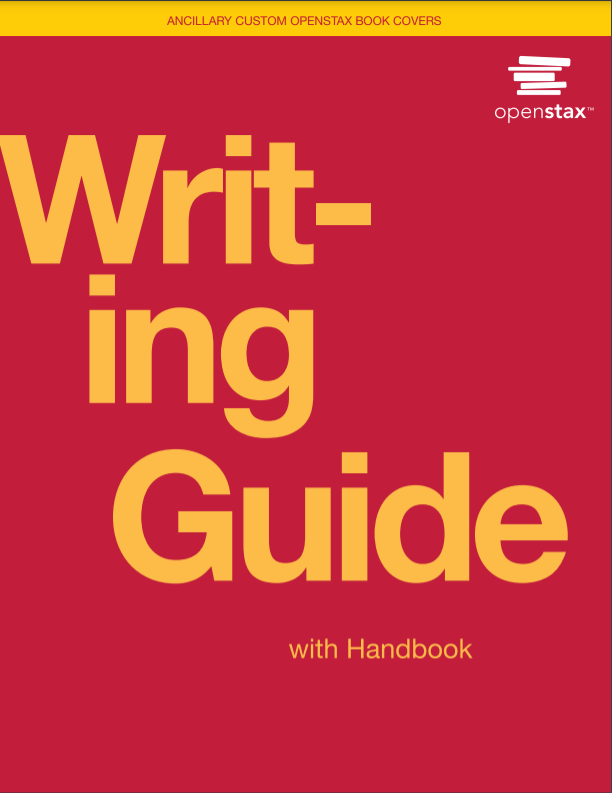 ANCILLARY CUSTOM OPENSTAX BOOK COVERS
openstax™
Writ-
ing
Guide
with Handbook